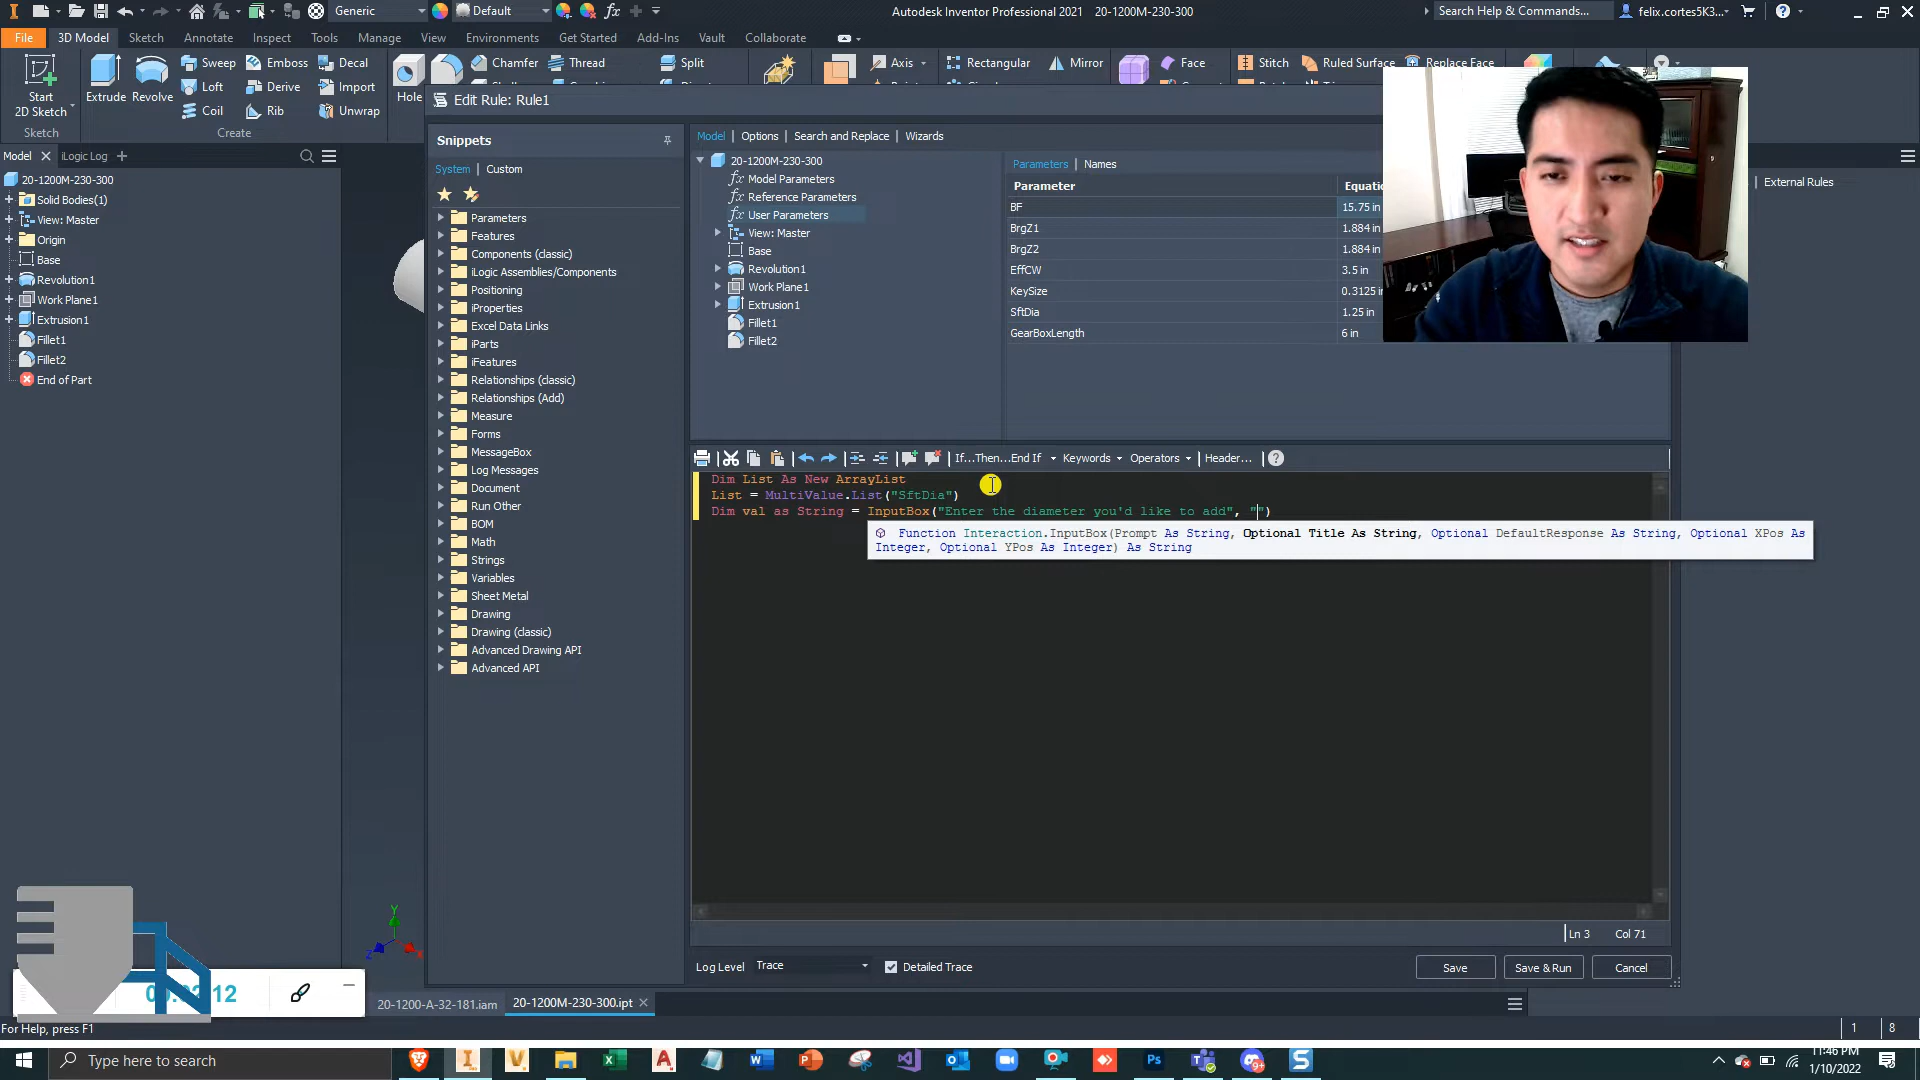 Generic
Default
Autodesk Inventor Professional 2021 20-1200M-230-300
Search Help & Commands...
felix.cortes5K3...
File 3D Model Sketch Annotate Inspect Tools Manage View Environments Get Started Add-Ins Vault Collaborate
Start
2D Sketch
Extrude Revolve
Sweep Emboss Decal
Loft Derive Import
Coil Rib Unwrap
Hole
Chamfer Thread Split
Axis Rectangular Mirror Face Stitch Ruled Surface Replace Face
Sketch Create
Edit Rule: Rule1
Model iLogic Log
20-1200M-230-300
Solid Bodies(1)
View: Master
Origin
Base
Revolution1
Work Plane1
Extrusion1
Fillet1
Fillet2
End of Part
Snippets
System Custom
Parameters
Features
Components (classic)
iLogic Assemblies/Components
Positioning
iProperties
Excel Data Links
iParts
iFeatures
Relationships (classic)
Relationships (Add)
Measure
Forms
MessageBox
Log Messages
Document
Run Other
BOM
Math
Strings
Variables
Sheet Metal
Drawing
Drawing (classic)
Advanced Drawing API
Advanced API
Model Options Search and Replace Wizards
20-1200M-230-300
Model Parameters
Reference Parameters
User Parameters
View: Master
Base
Revolution1
Work Plane1
Extrusion1
Fillet1
Fillet2
Parameters Names
Parameter
BF 15.75 in
BrgZ1 1.884 in
BrgZ2 1.884 in
EffCW 3.5 in
KeySize 0.3125 in
SftDia 1.25 in
GearBoxLength 6 in
External Rules
If...Then...End If Keywords Operators Header...
Dim List As New ArrayList
List = MultiValue.List("SftDia")
Dim val as String = InputBox("Enter the diameter you'd like to add", "")
Function Interaction.InputBox(Prompt As String, Optional Title As String, Optional DefaultResponse As String, Optional XPos As
Integer, Optional YPos As Integer) As String
Ln 3 Col 71
Log Level Trace Detailed Trace
Save Save & Run Cancel
20-1200-A-32-181.iam 20-1200M-230-300.ipt
For Help, press F1
1 8
Type here to search
11:46 PM
1/10/2022